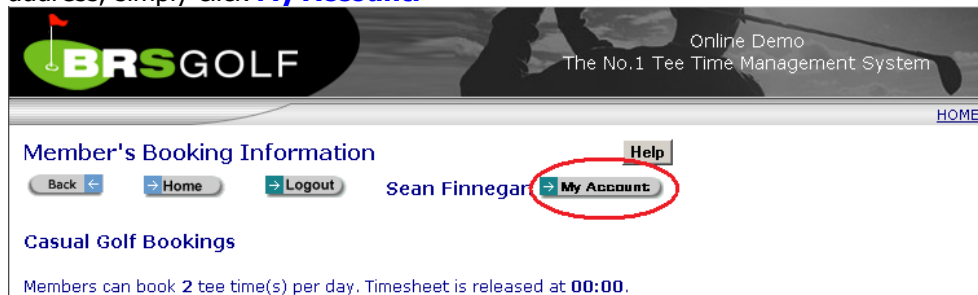 address, simply click My Account.
BRSGOLF
Online Demo
The No.1 Tee Time Management System
HOME
Member's Booking Information
Help
Back
Home
Logout
Sean Finnegan
My Account
Casual Golf Bookings
Members can book 2 tee time(s) per day. Timesheet is released at 00:00.